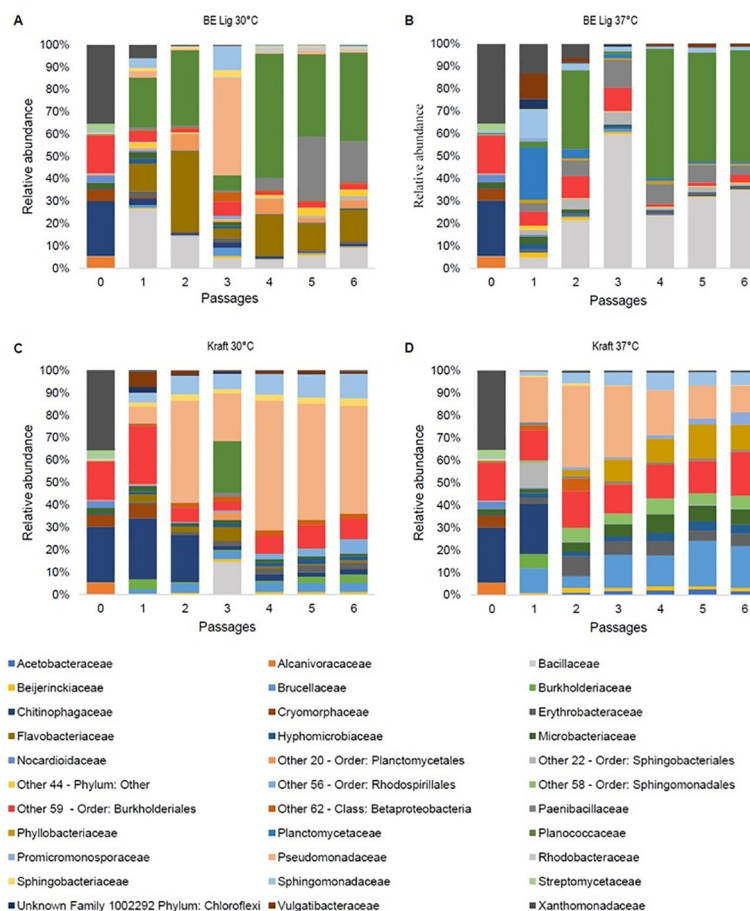 A BE Lig 30°C
Relative abundance
100%
90%
80%
70%
60%
50%
40%
30%
20%
10%
0%
0 1 2 3 4 5 6
Passages
B BE Lig 37°C
Relative abundance
100%
90%
80%
70%
60%
50%
40%
30%
20%
10%
0%
0 1 2 3 4 5 6
Passages
C Kraft 30°C
Relative abundance
100%
90%
80%
70%
60%
50%
40%
30%
20%
10%
0%
0 1 2 3 4 5 6
Passages
D Kraft 37°C
Relative abundance
100%
90%
80%
70%
60%
50%
40%
30%
20%
10%
0%
0 1 2 3 4 5 6
Passages
Acetobacteraceae Alcanivoracaceae Bacillaceae
Beijerinckiaceae Brucellaceae Burkholderiaceae
Chitinophagaceae Cryomorphaceae Erythrobacteraceae
Flavobacteriaceae Hyphomicrobiaceae Microbacteriaceae
Nocardioidaceae Other 20 - Order: Planctomycetales Other 22 - Order: Sphingobacteriales
Other 44 - Phylum: Other Other 56 - Order: Rhodospirillales Other 58 - Order: Sphingomonadales
Other 59 - Order: Burkholderiales Other 62 - Class: Betaproteobacteria Paenibacillaceae
Phyllobacteriaceae Planctomycetaceae Planococcaceae
Promicromonosporaceae Pseudomonadaceae Rhodobacteraceae
Sphingobacteriaceae Sphingomonadaceae Streptomycetaceae
Unknown Family 1002292 Phylum: Chloroflexi Vulgatibacteraceae Xanthomonadaceae